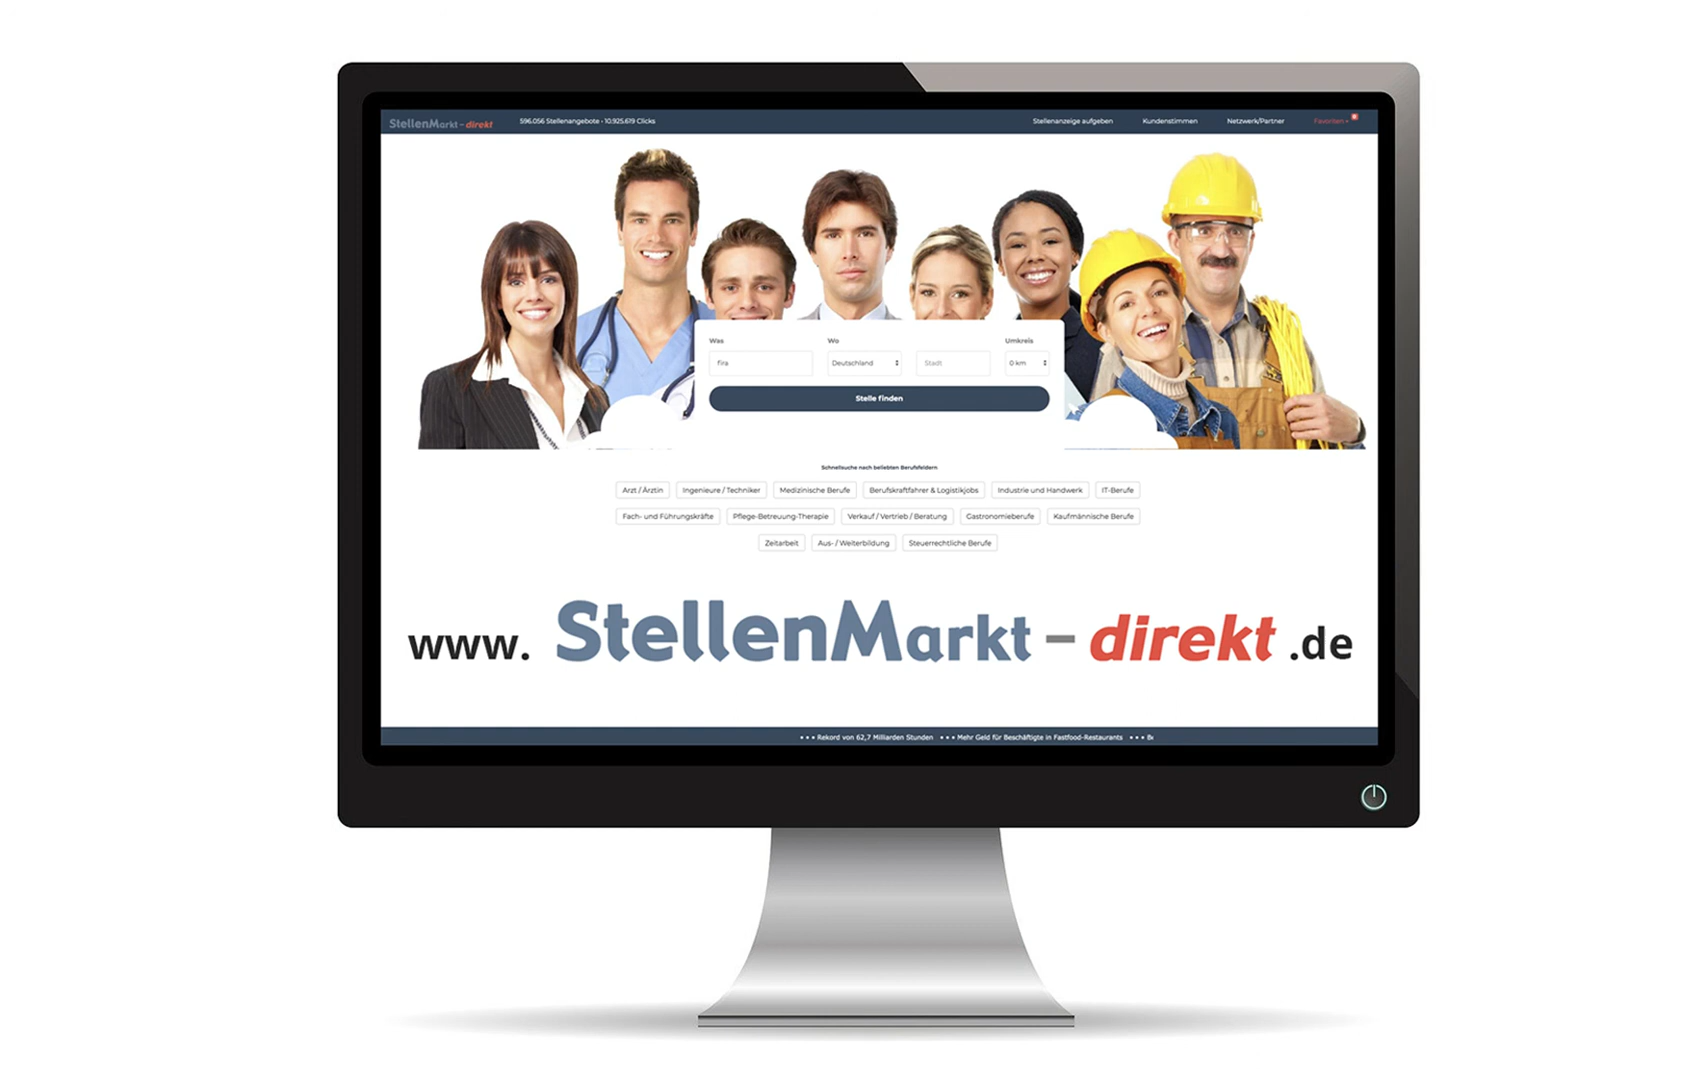 StellenMarkt - direkt 596.056 Stellenangebote - 10.925.619 Clicks Stellenanzeige aufgeben Kundenstimmen Netzwerk/Partner Favoriten
Was Wo Umkreis
fira Deutschland Stadt 0 km
Stelle finden
Schnellsuche nach beliebten Berufsfeldern
Arzt / Ärztin Ingenieure / Techniker Medizinische Berufe Berufskraftfahrer & Logistikjobs Industrie und Handwerk IT-Berufe
Fach- und Führungskräfte Pflege-Betreuung-Therapie Verkauf / Vertrieb / Beratung Gastronomieberufe Kaufmännische Berufe
Zeitarbeit Aus- / Weiterbildung Steuerrechtliche Berufe
www. StellenMarkt - direkt .de
• • • Rekord von 62,7 Milliarden Stunden • • • Mehr Geld für Beschäftigte in Fastfood-Restaurants • • •